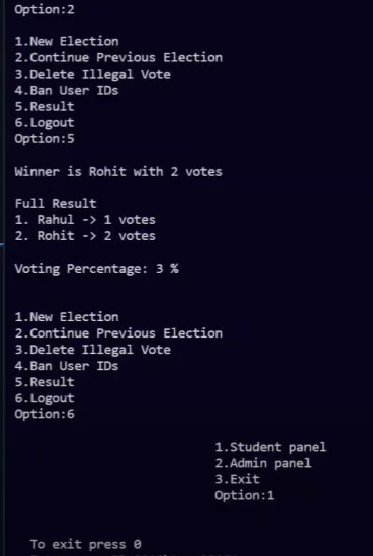 Option:2
1.New Election
2.Continue Previous Election
3.Delete Illegal Vote
4.Ban User IDs
5.Result
6.Logout
Option:5
Winner is Rohit with 2 votes
Full Result
1. Rahul -> 1 votes
2. Rohit -> 2 votes
Voting Percentage: 3 %
1.New Election
2.Continue Previous Election
3.Delete Illegal Vote
4.Ban User IDs
5.Result
6.Logout
Option:6
1.Student panel
2.Admin panel
3.Exit
Option:1
To exit press 0